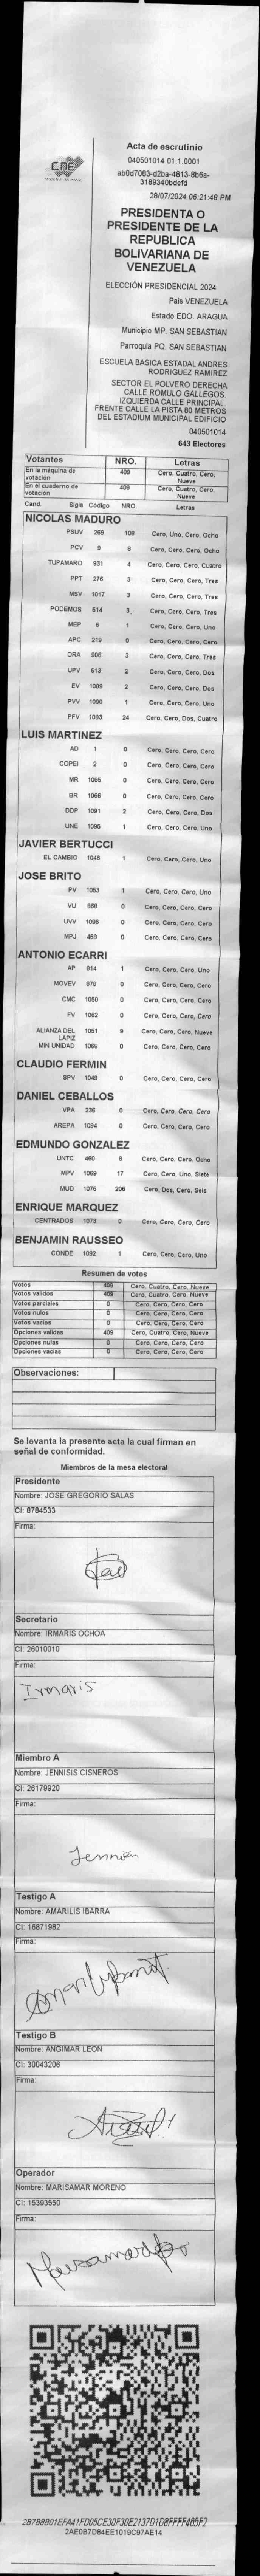 CNE
Acta de escrutinio
040501014.01.1.0001
ab0d7083-d2ba-4813-8b6a-
3189340bdefd
28/07/2024 06:21:48 PM
PRESIDENTA O
PRESIDENTE DE LA
REPUBLICA
BOLIVARIANA DE
VENEZUELA
ELECCIÓN PRESIDENCIAL 2024
Pais VENEZUELA
Estado EDO. ARAGUA
Municipio MP. SAN SEBASTIAN
Parroquia PQ. SAN SEBASTIAN
ESCUELA BASICA ESTADAL ANDRES
RODRIGUEZ RAMIREZ
SECTOR EL POLVERO DERECHA
CALLE ROMULO GALLEGOS.
IZQUIERDA CALLE PRINCIPAL.
FRENTE CALLE LA PISTA 80 METROS
DEL ESTADIUM MUNICIPAL EDIFICIO
040501014
643 Electores
Votantes NRO. Letras
En la máquina de votación 409 Cero, Cuatro, Cero, Nueve
En el cuaderno de votación 409 Cero, Cuatro, Cero, Nueve
Cand. Sigla Código NRO. Letras
NICOLAS MADURO
PSUV 269 108 Cero, Uno, Cero, Ocho
PCV 9 8 Cero, Cero, Cero, Ocho
TUPAMARO 931 4 Cero, Cero, Cero, Cuatro
PPT 276 3 Cero, Cero, Cero, Tres
MSV 1017 3 Cero, Cero, Cero, Tres
PODEMOS 514 3 Cero, Cero, Cero, Tres
MEP 6 1 Cero, Cero, Cero, Uno
APC 219 0 Cero, Cero, Cero, Cero
ORA 906 3 Cero, Cero, Cero, Tres
UPV 513 2 Cero, Cero, Cero, Dos
EV 1089 2 Cero, Cero, Cero, Dos
PVV 1090 1 Cero, Cero, Cero, Uno
PFV 1093 24 Cero, Cero, Dos, Cuatro
LUIS MARTINEZ
AD 1 0 Cero, Cero, Cero, Cero
COPEI 2 0 Cero, Cero, Cero, Cero
MR 1065 0 Cero, Cero, Cero, Cero
BR 1066 0 Cero, Cero, Cero, Cero
DDP 1091 2 Cero, Cero, Cero, Dos
UNE 1095 1 Cero, Cero, Cero, Uno
JAVIER BERTUCCI
EL CAMBIO 1048 1 Cero, Cero, Cero, Uno
JOSE BRITO
PV 1053 1 Cero, Cero, Cero, Uno
VU 868 0 Cero, Cero, Cero, Cero
UVV 1096 0 Cero, Cero, Cero, Cero
MPJ 458 0 Cero, Cero, Cero, Cero
ANTONIO ECARRI
AP 814 1 Cero, Cero, Cero, Uno
MOVEV 878 0 Cero, Cero, Cero, Cero
CMC 1050 0 Cero, Cero, Cero, Cero
FV 1062 0 Cero, Cero, Cero, Cero
ALIANZA DEL LAPIZ 1051 9 Cero, Cero, Cero, Nueve
MIN UNIDAD 1068 0 Cero, Cero, Cero, Cero
CLAUDIO FERMIN
SPV 1049 0 Cero, Cero, Cero, Cero
DANIEL CEBALLOS
VPA 236 0 Cero, Cero, Cero, Cero
AREPA 1094 0 Cero, Cero, Cero, Cero
EDMUNDO GONZALEZ
UNTC 460 8 Cero, Cero, Cero, Ocho
MPV 1069 17 Cero, Cero, Uno, Siete
MUD 1075 206 Cero, Dos, Cero, Seis
ENRIQUE MARQUEZ
CENTRADOS 1073 0 Cero, Cero, Cero, Cero
BENJAMIN RAUSSEO
CONDE 1092 1 Cero, Cero, Cero, Uno
Resumen de votos
Votos 409 Cero, Cuatro, Cero, Nueve
Votos validos 409 Cero, Cuatro, Cero, Nueve
Votos parciales 0 Cero, Cero, Cero, Cero
Votos nulos 0 Cero, Cero, Cero, Cero
Votos vacios 0 Cero, Cero, Cero, Cero
Opciones validas 409 Cero, Cuatro, Cero, Nueve
Opciones nulas 0 Cero, Cero, Cero, Cero
Opciones vacias 0 Cero, Cero, Cero, Cero
Observaciones:
Se levanta la presente acta la cual firman en
señal de conformidad.
Miembros de la mesa electoral
Presidente
Nombre: JOSE GREGORIO SALAS
CI: 8784533
Firma:
Secretario
Nombre: IRMARIS OCHOA
CI: 26010010
Firma:
Irmaris
Miembro A
Nombre: JENNISIS CISNEROS
CI: 26179920
Firma:
Testigo A
Nombre: AMARILIS IBARRA
CI: 16871982
Firma:
Testigo B
Nombre: ANGIMAR LEON
CI: 30043206
Firma:
Operador
Nombre: MARISAMAR MORENO
CI: 15393550
Firma:
2AE0B7D84EE1019C97AE14